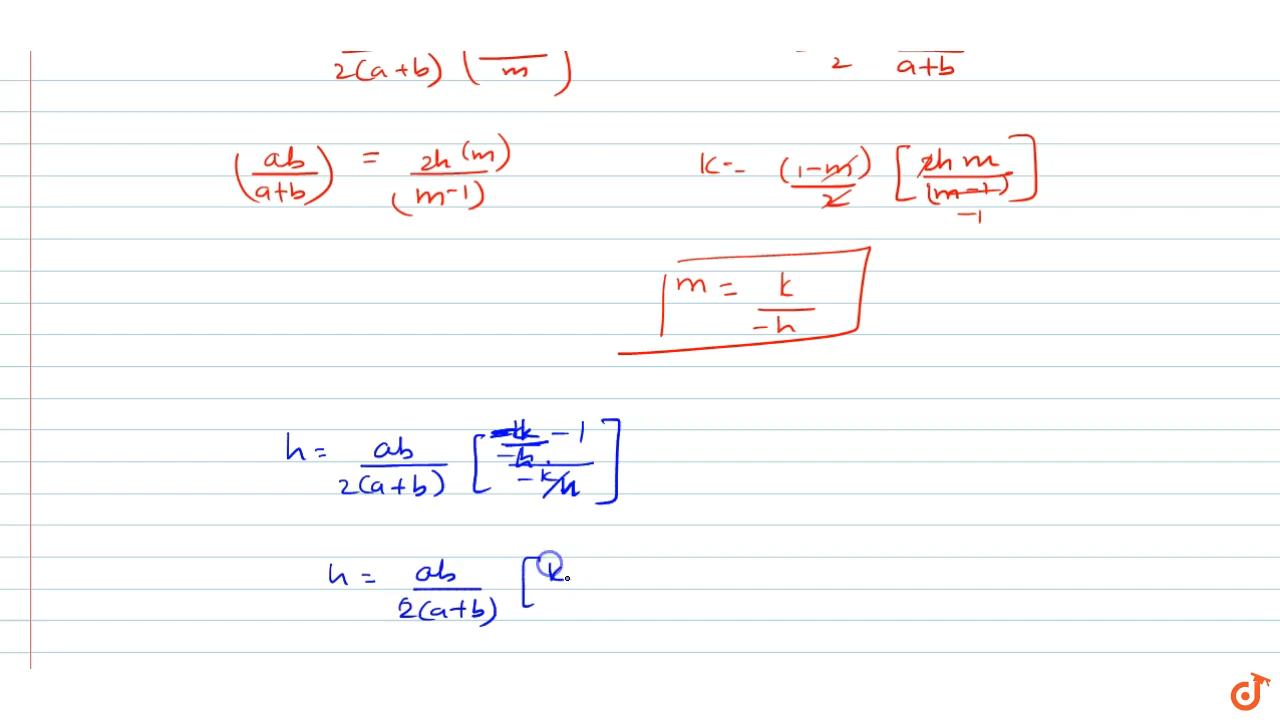 2(a+b) ( m ) 2 a+b
(ab/(a+b)) = 2h(m)/(m-1) k = (1-m)/2 [2hm/(m-1) -1]
m = k/-h
h = ab/2(a+b) [(k/-h - 1)/(-k/h)]
h = ab/2(a+b) [k